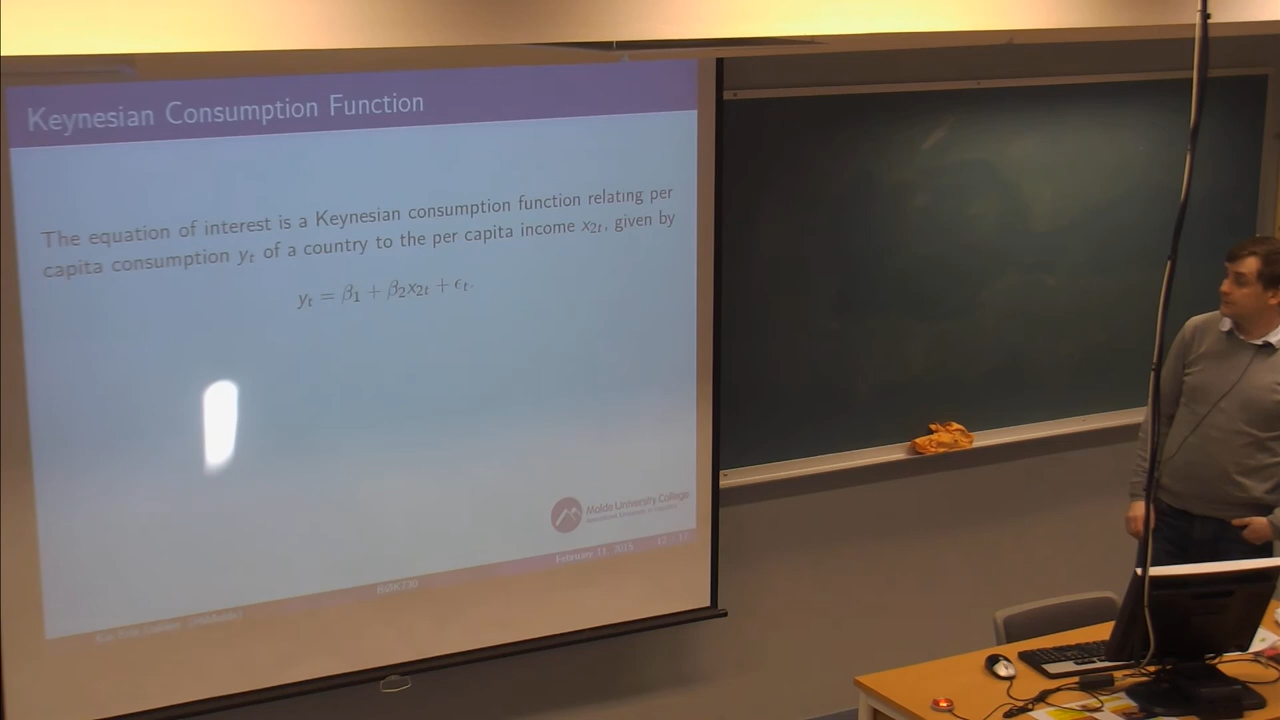 Keynesian Consumption Function
The equation of interest is a Keynesian consumption function relating per
capita consumption yₜ of a country to the per capita income x₂ₜ, given by
yₜ = β₁ + β₂x₂ₜ + ϵₜ.
Molde University College
February 11, 2015
BØK730